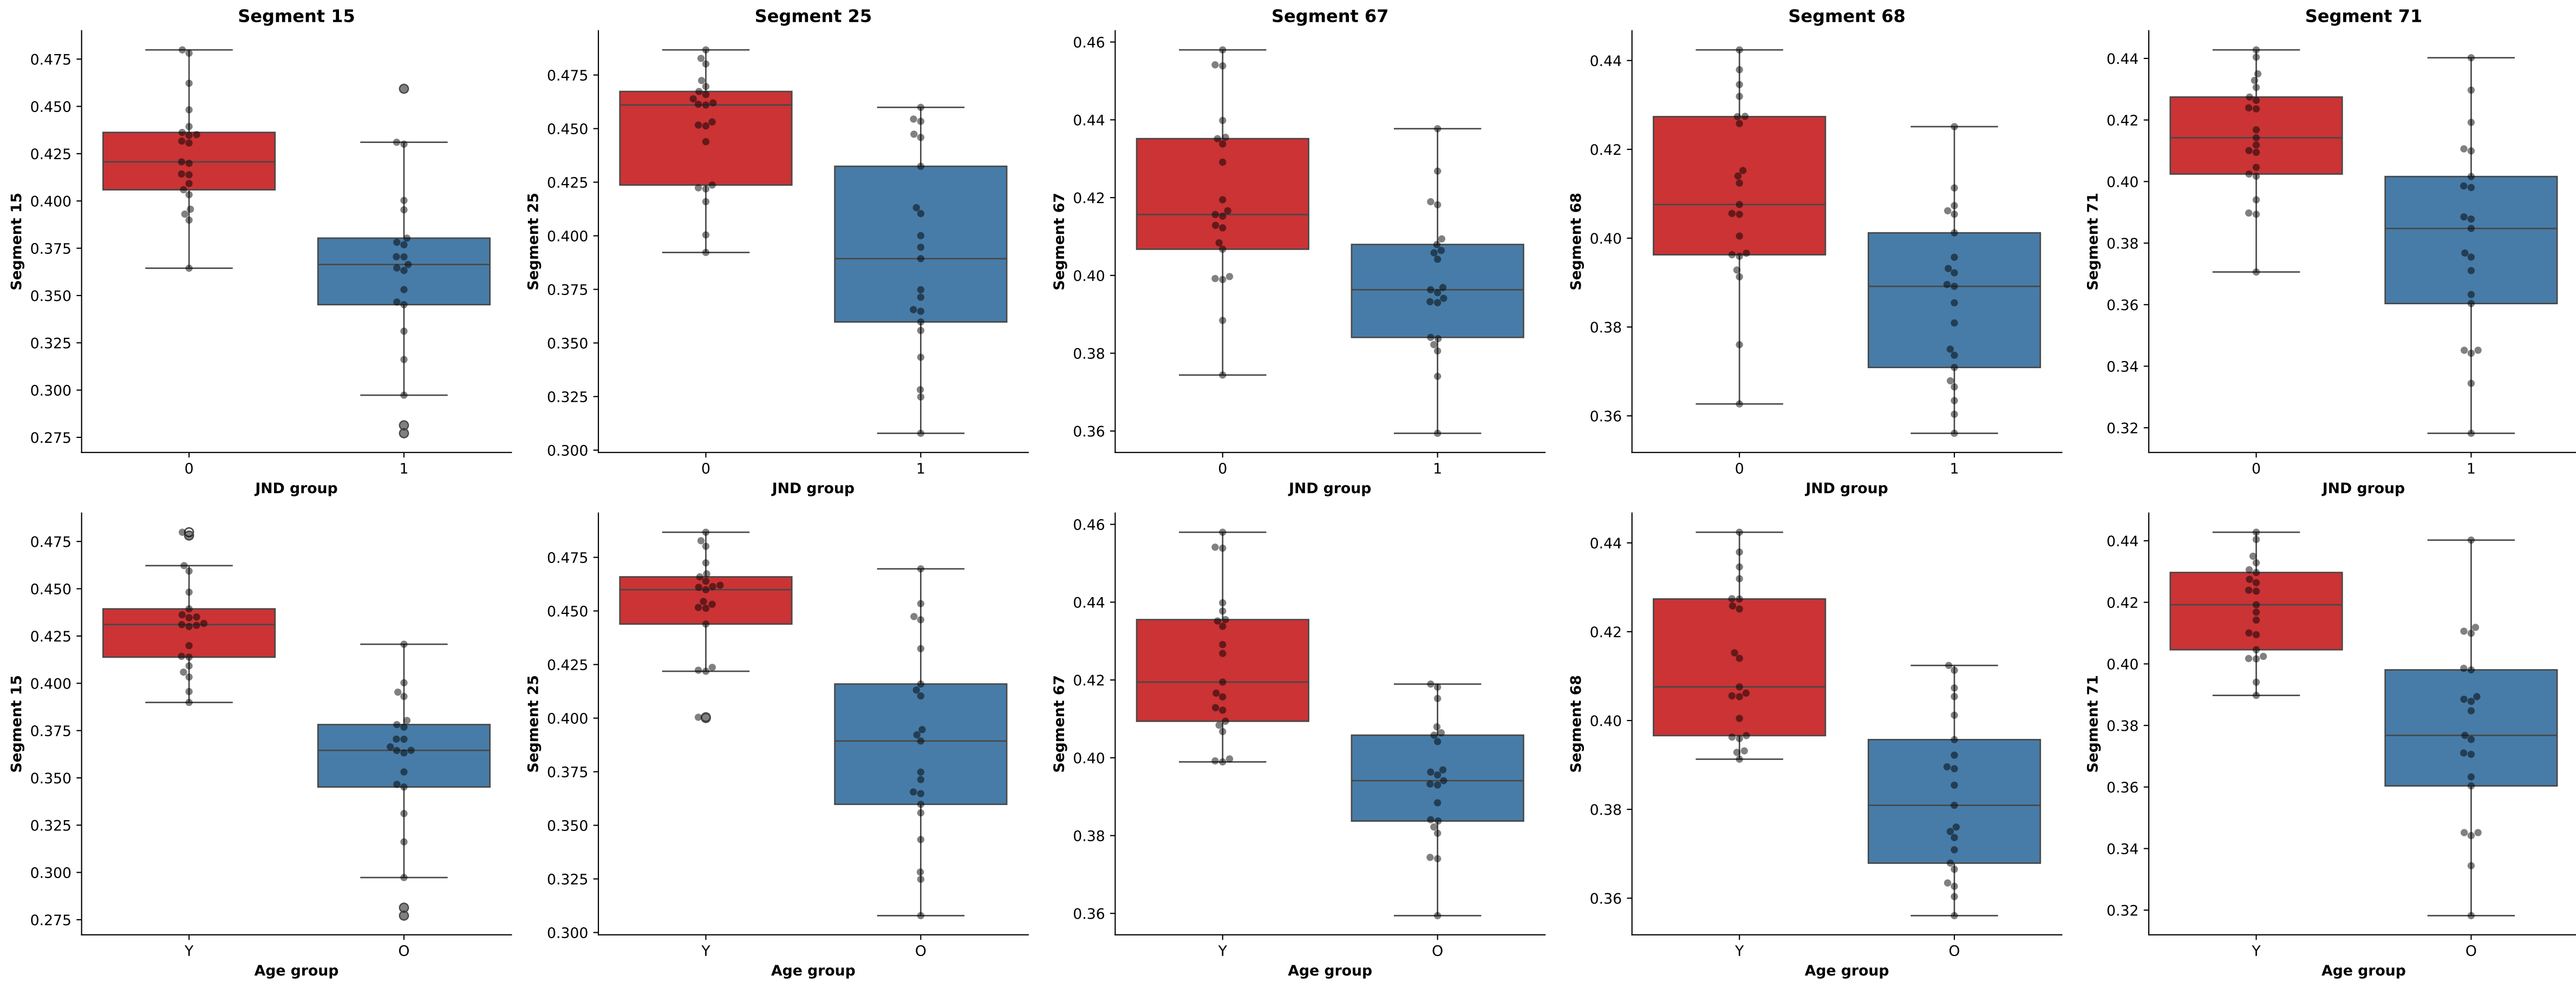 Segment 15
Segment 15
0.475
0.450
0.425
0.400
0.375
0.350
0.325
0.300
0.275
0
1
JND group
Segment 25
Segment 25
0.475
0.450
0.425
0.400
0.375
0.350
0.325
0.300
0
1
JND group
Segment 67
Segment 67
0.46
0.44
0.42
0.40
0.38
0.36
0
1
JND group
Segment 68
Segment 68
0.44
0.42
0.40
0.38
0.36
0
1
JND group
Segment 71
Segment 71
0.44
0.42
0.40
0.38
0.36
0.34
0.32
0
1
JND group
Segment 15
0.475
0.450
0.425
0.400
0.375
0.350
0.325
0.300
0.275
Y
O
Age group
Segment 25
0.475
0.450
0.425
0.400
0.375
0.350
0.325
0.300
Y
O
Age group
Segment 67
0.46
0.44
0.42
0.40
0.38
0.36
Y
O
Age group
Segment 68
0.44
0.42
0.40
0.38
0.36
Y
O
Age group
Segment 71
0.44
0.42
0.40
0.38
0.36
0.34
0.32
Y
O
Age group